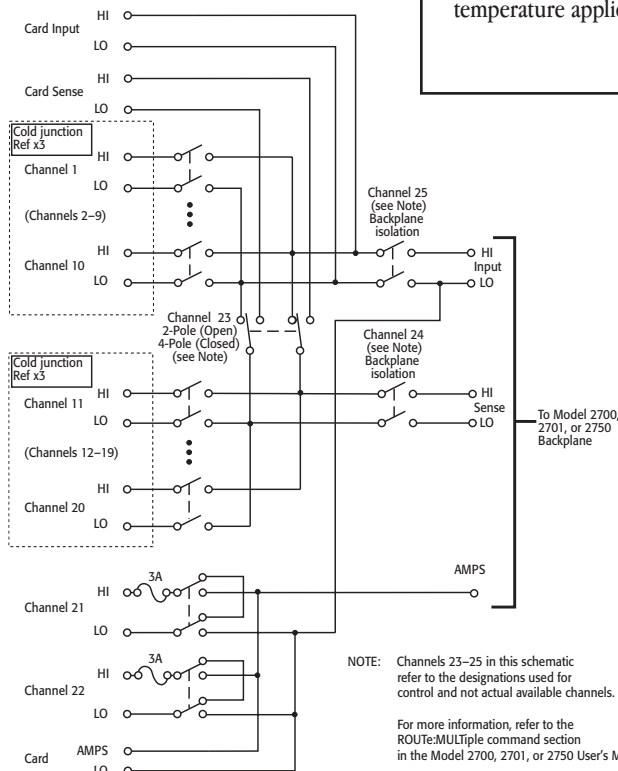 temperature applic
Card Input
HI
LO
Card Sense
HI
LO
Cold junction
Ref x3
Channel 1
HI
LO
(Channels 2–9)
Channel 10
HI
LO
Channel 25
(see Note)
Backplane
isolation
HI
Input
LO
Channel 23
2-Pole (Open)
4-Pole (Closed)
(see Note)
Channel 24
(see Note)
Backplane
isolation
Cold junction
Ref x3
Channel 11
HI
LO
(Channels 12–19)
Channel 20
HI
LO
HI
Sense
LO
To Model 2700,
2701, or 2750
Backplane
AMPS
Channel 21
HI
3A
LO
Channel 22
HI
3A
LO
Card
AMPS
LO
NOTE: Channels 23–25 in this schematic
refer to the designations used for
control and not actual available channels.
For more information, refer to the
ROUTe:MULTiple command section
in the Model 2700, 2701, or 2750 User's M